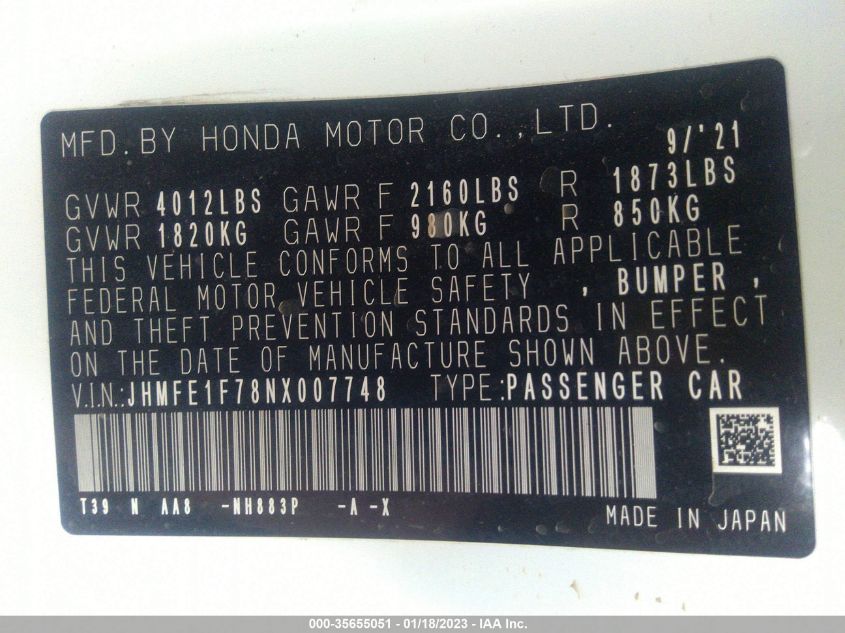 MFD. BY HONDA MOTOR CO., LTD. 9/'21
GVWR 4012LBS GAWR F 2160LBS R 1873LBS
GVWR 1820KG GAWR F 980KG R 850KG
THIS VEHICLE CONFORMS TO ALL APPLICABLE
FEDERAL MOTOR VEHICLE SAFETY , BUMPER ,
AND THEFT PREVENTION STANDARDS IN EFFECT
ON THE DATE OF MANUFACTURE SHOWN ABOVE.
V.I.N.:JHMFE1F78NX007748 TYPE:PASSENGER CAR
T39 N AA8 -NH883P -A -X
MADE IN JAPAN
000-35655051 - 01/18/2023 - IAA Inc.